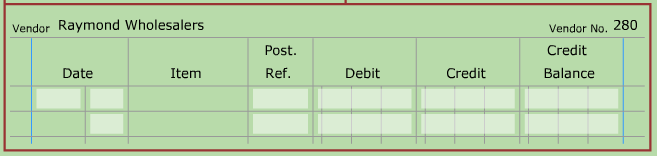 Vendor Raymond Wholesalers Vendor No. 280
Date Item Post. Ref. Debit Credit Credit Balance